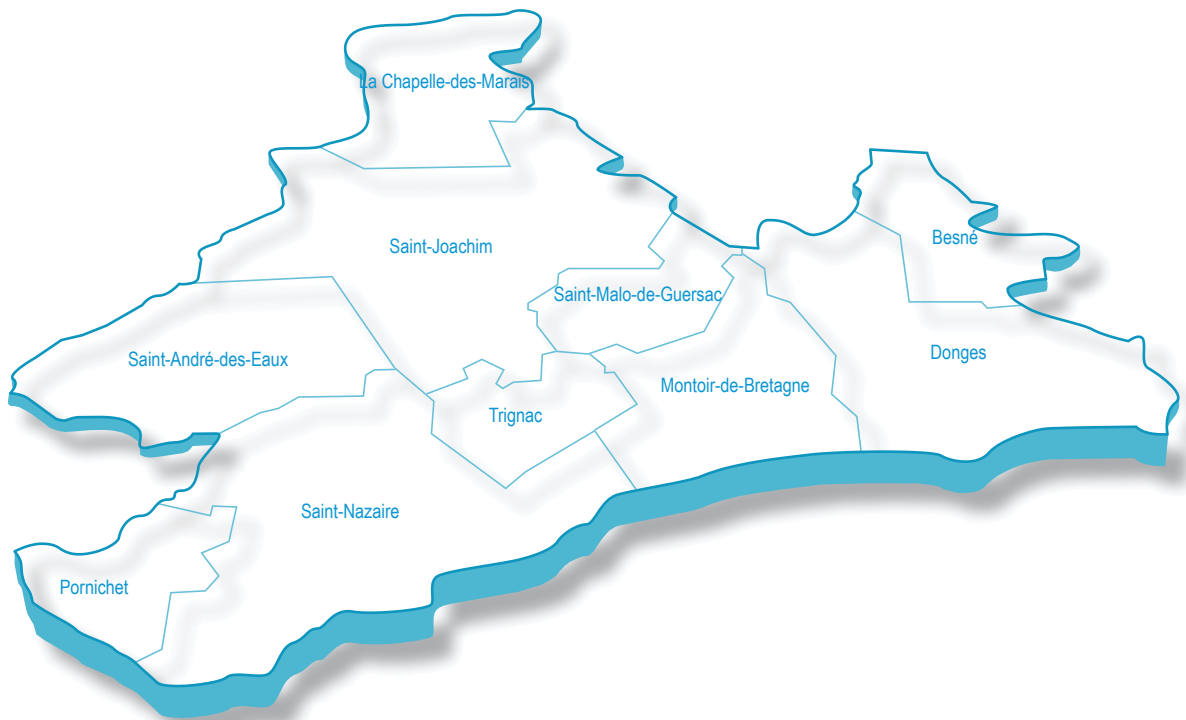 La Chapelle-des-Marais
Saint-Joachim
Besné
Saint-Malo-de-Guersac
Saint-André-des-Eaux
Donges
Montoir-de-Bretagne
Trignac
Saint-Nazaire
Pornichet